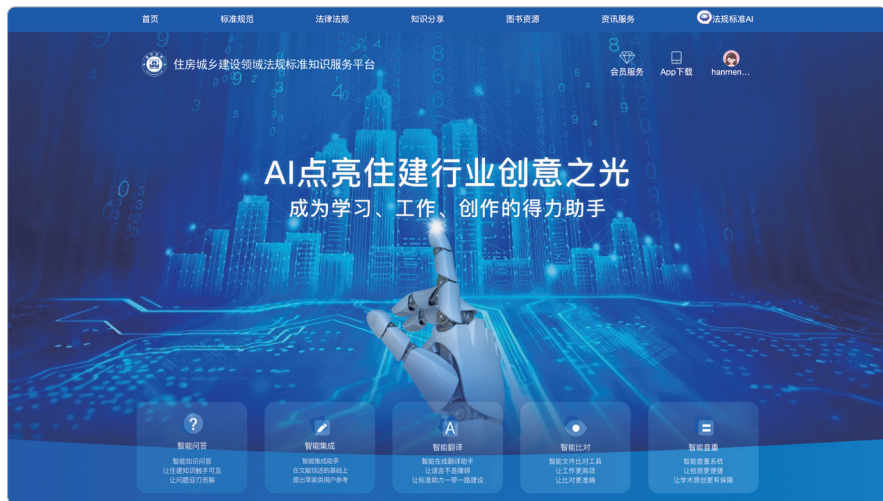 首页
标准规范
法律法规
知识分享
图书资源
资讯服务
法规标准AI
住房城乡建设领域法规标准知识服务平台
会员服务
App下载
hanmen...
AI点亮住建行业创意之光
成为学习、工作、创作的得力助手
智能问答
智能知识问答
让住建知识触手可及
让问题迎刃而解
智能集成
智能集成助手
在文献综述的基础上
提出草案供用户参考
智能翻译
智能在线翻译助手
让语言不是障碍
让标准助力一带一路建设
智能比对
智能文件比对工具
让工作更高效
让比对更准确
智能查重
智能查重系统
让检测更便捷
让学术原创更有保障